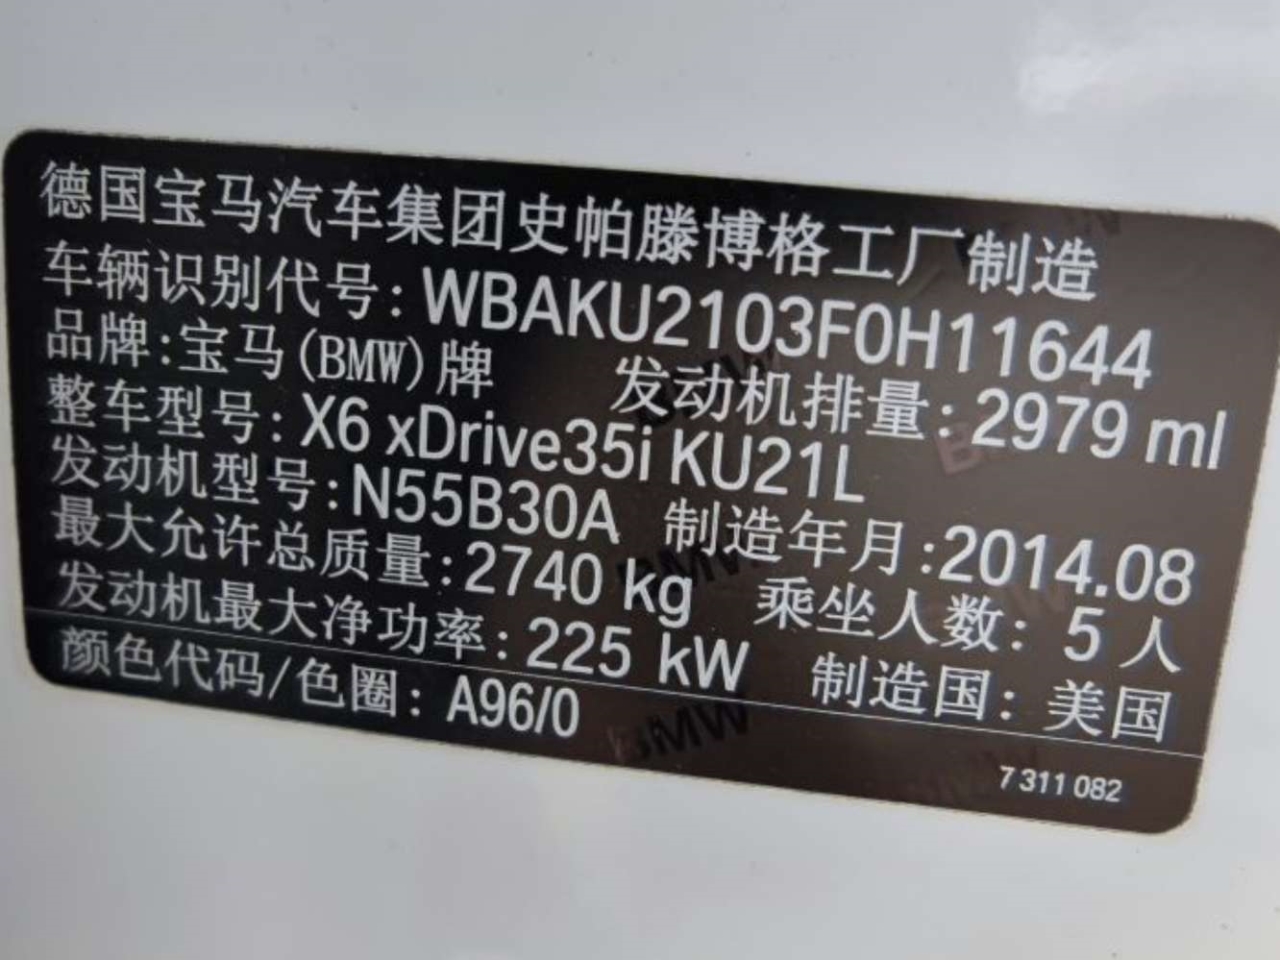 德国宝马汽车集团史帕滕博格工厂制造
车辆识别代号: WBAKU2103F0H11644
品牌:宝马(BMW)牌 发动机排量: 2979 ml
整车型号: X6 xDrive35i KU21L
发动机型号: N55B30A 制造年月:2014.08
最大允许总质量:2740 kg 乘坐人数: 5 人
发动机最大净功率: 225 kW 制造国: 美国
颜色代码/色圈: A96/0
7 311 082